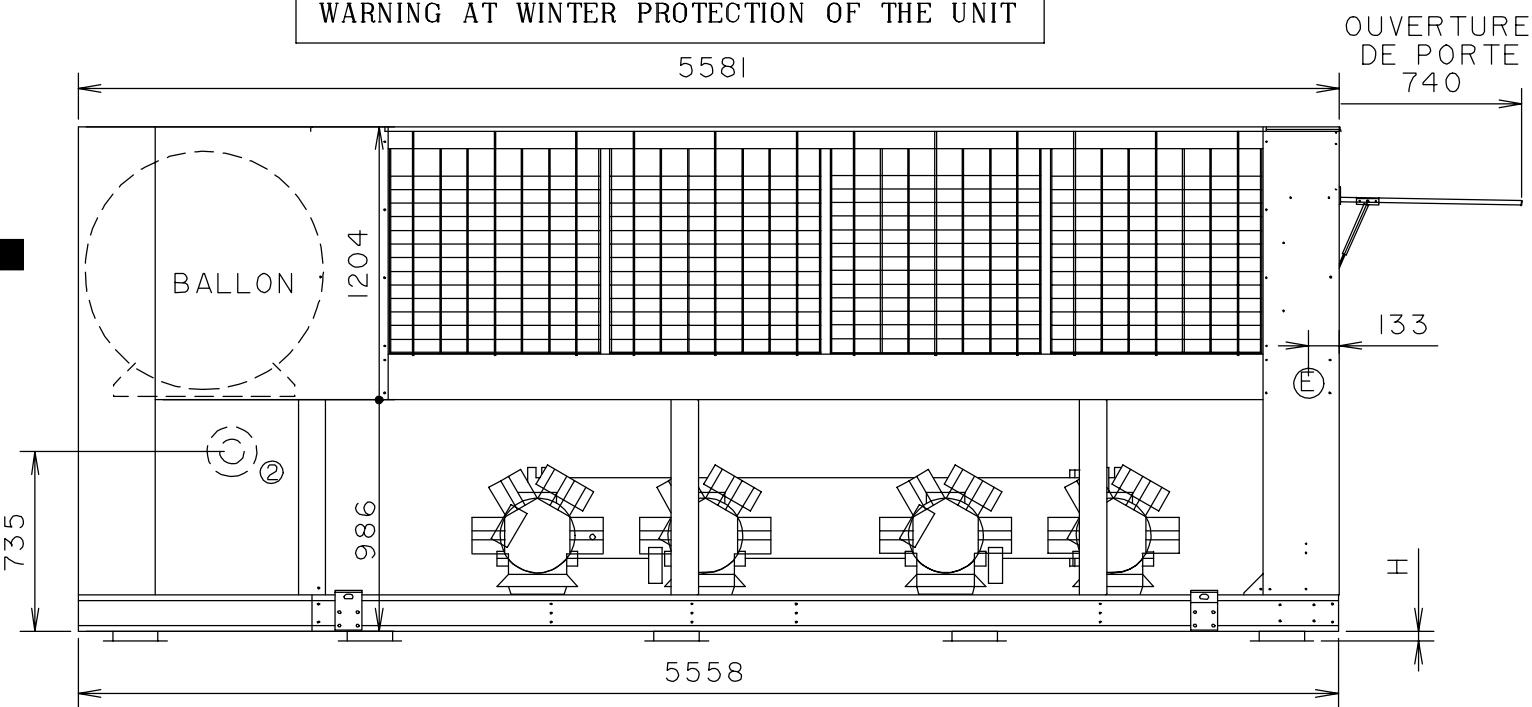 WARNING AT WINTER PROTECTION OF THE UNIT
OUVERTURE
DE PORTE
740
5581
1204
BALLON
133
E
2
986
735
H
5558